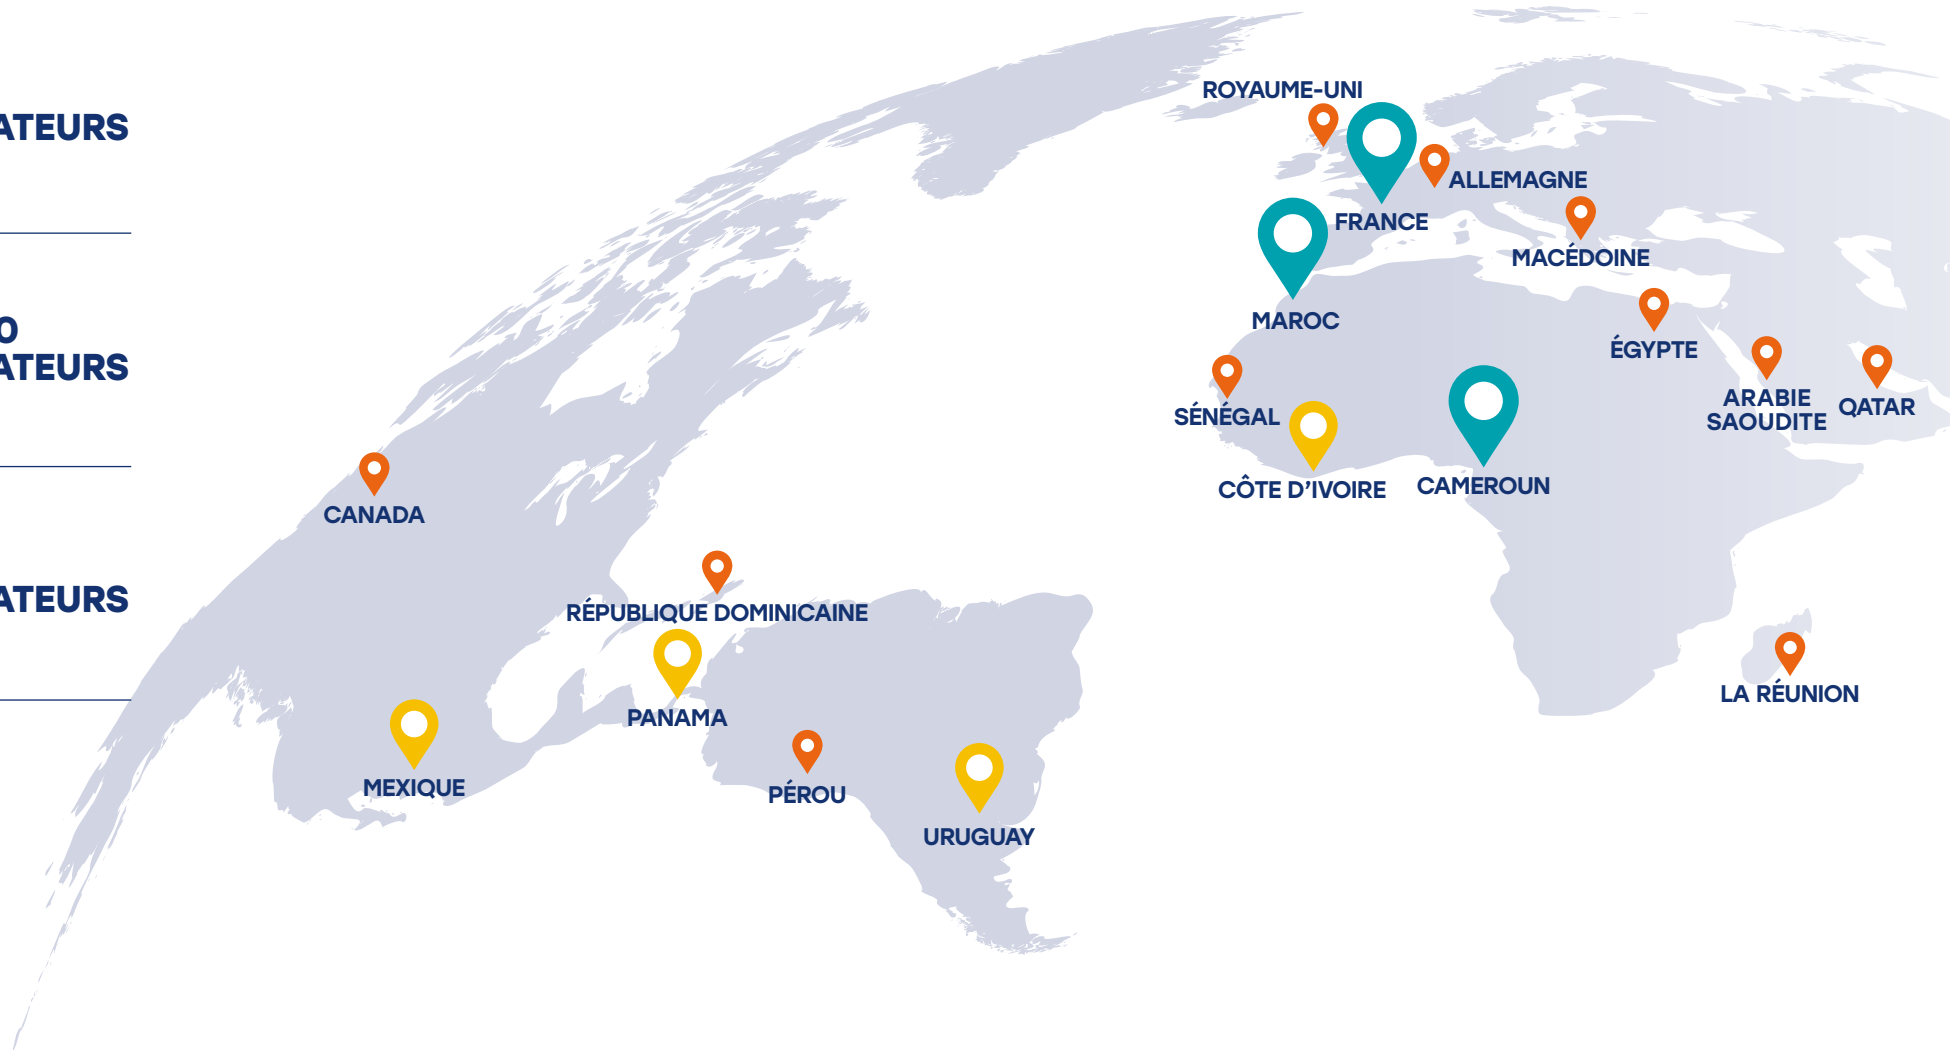 ATEURS
0
ATEURS
ATEURS
ROYAUME-UNI
ALLEMAGNE
FRANCE
MACÉDOINE
MAROC
ÉGYPTE
ARABIE
SAOUDITE
QATAR
SÉNÉGAL
CÔTE D’IVOIRE
CAMEROUN
CANADA
RÉPUBLIQUE DOMINICAINE
PANAMA
LA RÉUNION
MEXIQUE
PÉROU
URUGUAY